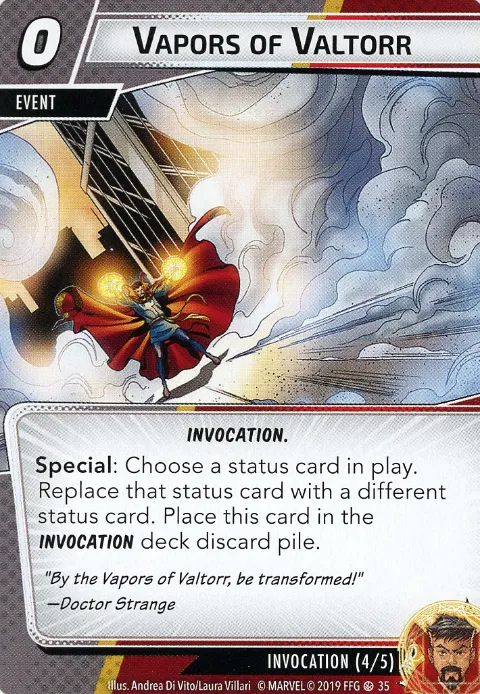 0
VAPORS OF VALTORR
EVENT
INVOCATION.
Special: Choose a status card in play.
Replace that status card with a different
status card. Place this card in the
INVOCATION deck discard pile.
"By the Vapors of Valtorr, be transformed!"
—Doctor Strange
INVOCATION (4/5)
Illus. Andrea Di Vito/Laura Villari © MARVEL © 2019 FFG 35